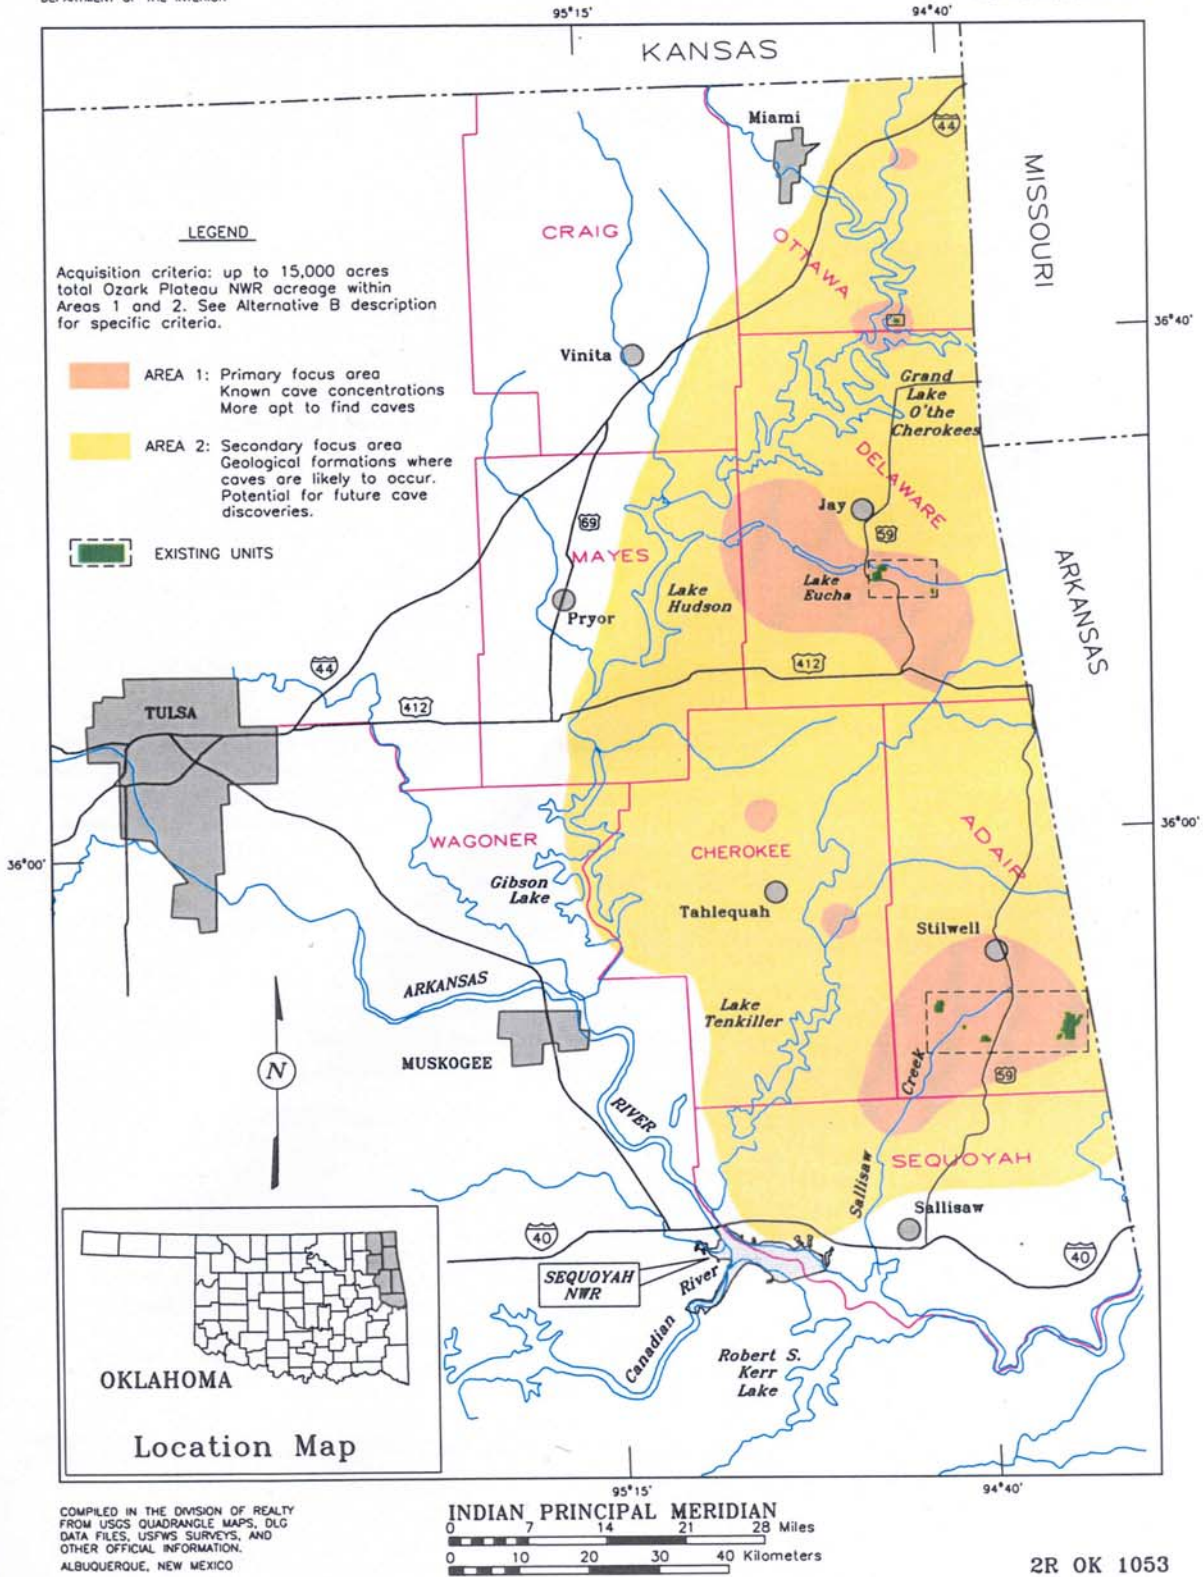 95°15'
94°40'
KANSAS
Miami
44
MISSOURI
CRAIG
OTTAWA
LEGEND
Acquisition criteria: up to 15,000 acres
total Ozark Plateau NWR acreage within
Areas 1 and 2. See Alternative B description
for specific criteria.
36°40'
Vinita
AREA 1: Primary focus area
Known cave concentrations
More apt to find caves
Grand
Lake
O'the
Cherokees
AREA 2: Secondary focus area
Geological formations where
caves are likely to occur.
Potential for future cave
discoveries.
DELAWARE
Jay
69
59
EXISTING UNITS
MAYES
ARKANSAS
Lake
Hudson
Lake
Eucha
Pryor
44
412
412
TULSA
WAGONER
CHEROKEE
ADAIR
36°00'
36°00'
Gibson
Lake
Tahlequah
Stilwell
ARKANSAS
Lake
Tenkiller
MUSKOGEE
N
Creek
59
RIVER
SEQUOYAH
Sallisaw
Sallisaw
40
40
SEQUOYAH
NWR
River
Canadian
Robert S.
Kerr
Lake
OKLAHOMA
Location Map
95°15'
94°40'
COMPILED IN THE DIVISION OF REALTY
FROM USGS QUADRANGLE MAPS, DLG
DATA FILES, USFWS SURVEYS, AND
OTHER OFFICIAL INFORMATION.
ALBUQUERQUE, NEW MEXICO
INDIAN PRINCIPAL MERIDIAN
0 7 14 21 28 Miles
0 10 20 30 40 Kilometers
2R OK 1053